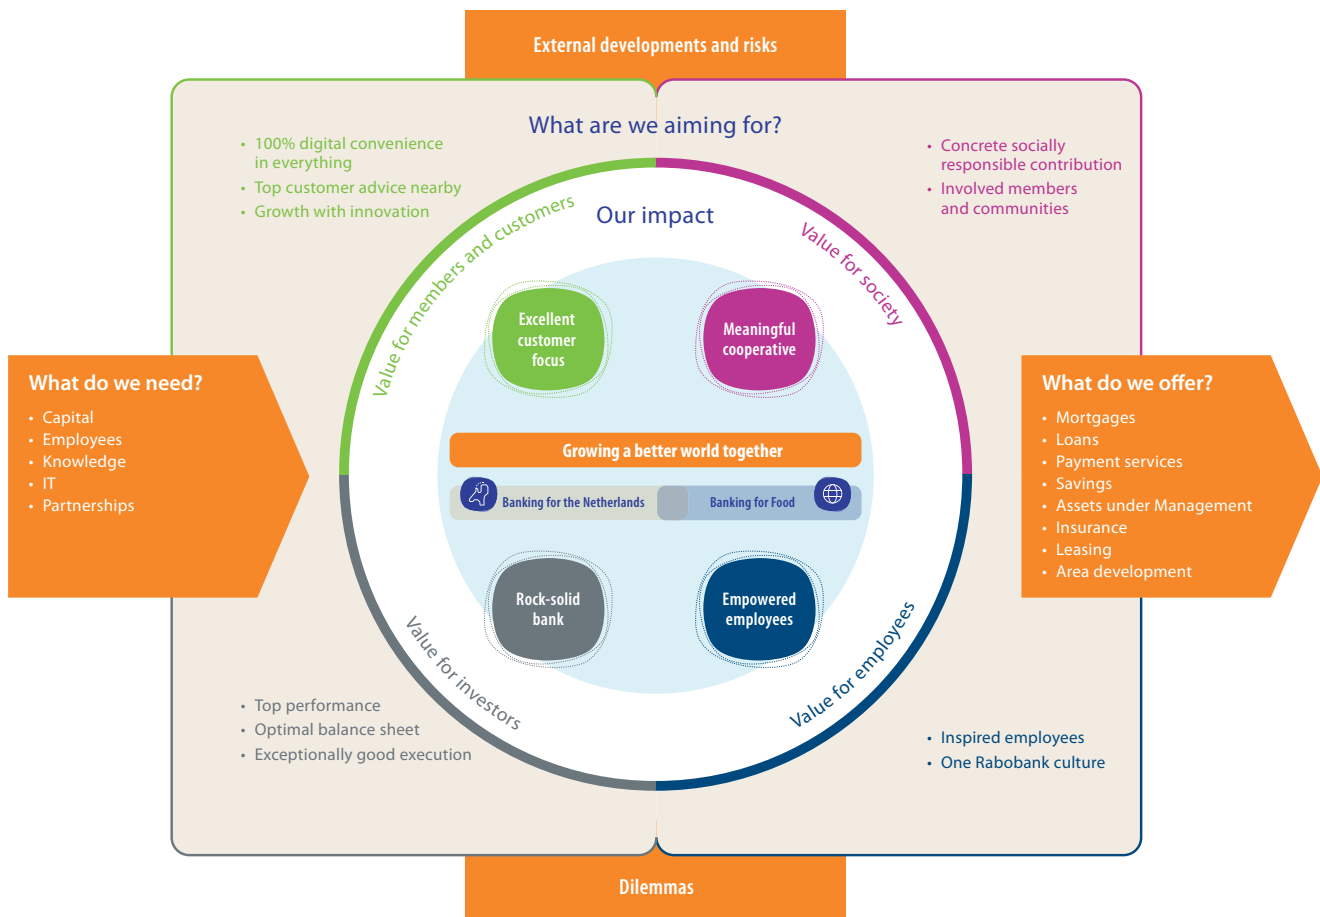 External developments and risks
What are we aiming for?
• 100% digital convenience
in everything
• Top customer advice nearby
• Growth with innovation
• Concrete socially
responsible contribution
• Involved members
and communities
Our impact
Value for members and customers
Value for society
Excellent
customer
focus
Meaningful
cooperative
What do we need?
• Capital
• Employees
• Knowledge
• IT
• Partnerships
Growing a better world together
Banking for the Netherlands
Banking for Food
What do we offer?
• Mortgages
• Loans
• Payment services
• Savings
• Assets under Management
• Insurance
• Leasing
• Area development
Rock-solid
bank
Empowered
employees
Value for investors
Value for employees
• Top performance
• Optimal balance sheet
• Exceptionally good execution
• Inspired employees
• One Rabobank culture
Dilemmas